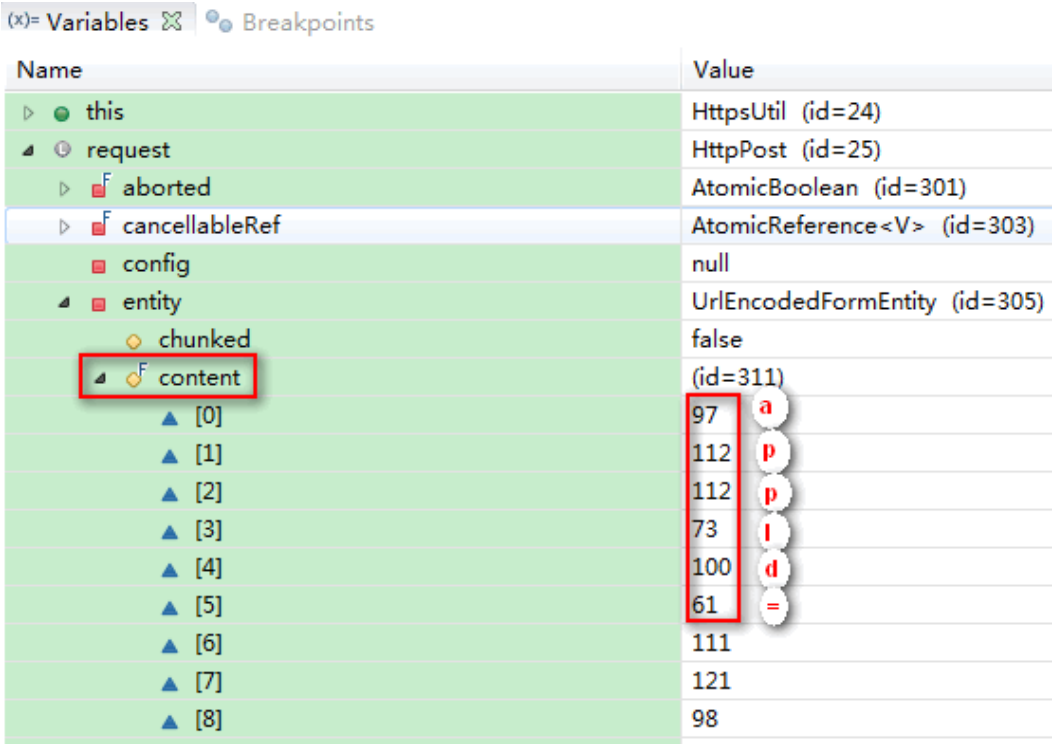 (x)= Variables Breakpoints
Name Value
this HttpsUtil (id=24)
request HttpPost (id=25)
F aborted AtomicBoolean (id=301)
F cancellableRef AtomicReference<V> (id=303)
config null
entity UrlEncodedFormEntity (id=305)
chunked false
F content (id=311)
[0] 97 a
[1] 112 p
[2] 112 p
[3] 73 I
[4] 100 d
[5] 61 =
[6] 111
[7] 121
[8] 98